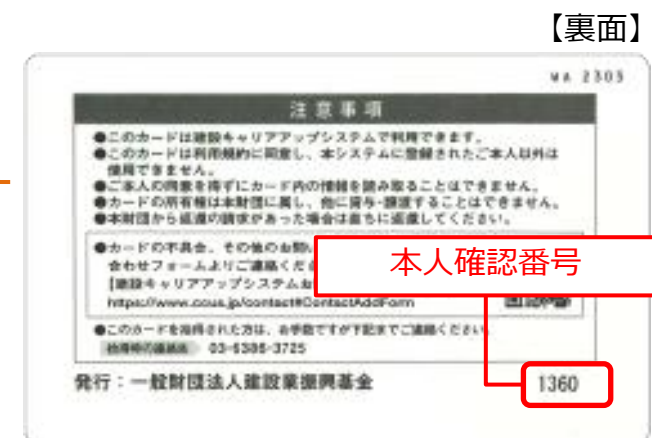 【裏面】
WA 2303
注意事項
●このカードは建設キャリアアップシステムで利用できます。
●このカードは利用規約に同意し、本システムに登録されたご本人以外は
使用できません。
●ご本人の同意を得ずにカード内の情報を読み取ることはできません。
●カードの所有権は本財団に属し、他に貸与・譲渡することはできません。
●本財団から返還の請求があった場合は直ちに返還してください。
●カードの不具合、その他のお問い
合わせフォームよりご連絡くだ
【建設キャリアアップシステムお
https://www.ccus.jp/contact#ContactAddForm
本人確認番号
●このカードを拾得された方は、お手数ですが下記までご連絡ください
拾得時の連絡先 03-6386-3725
発行：一般財団法人建設業振興基金
1360